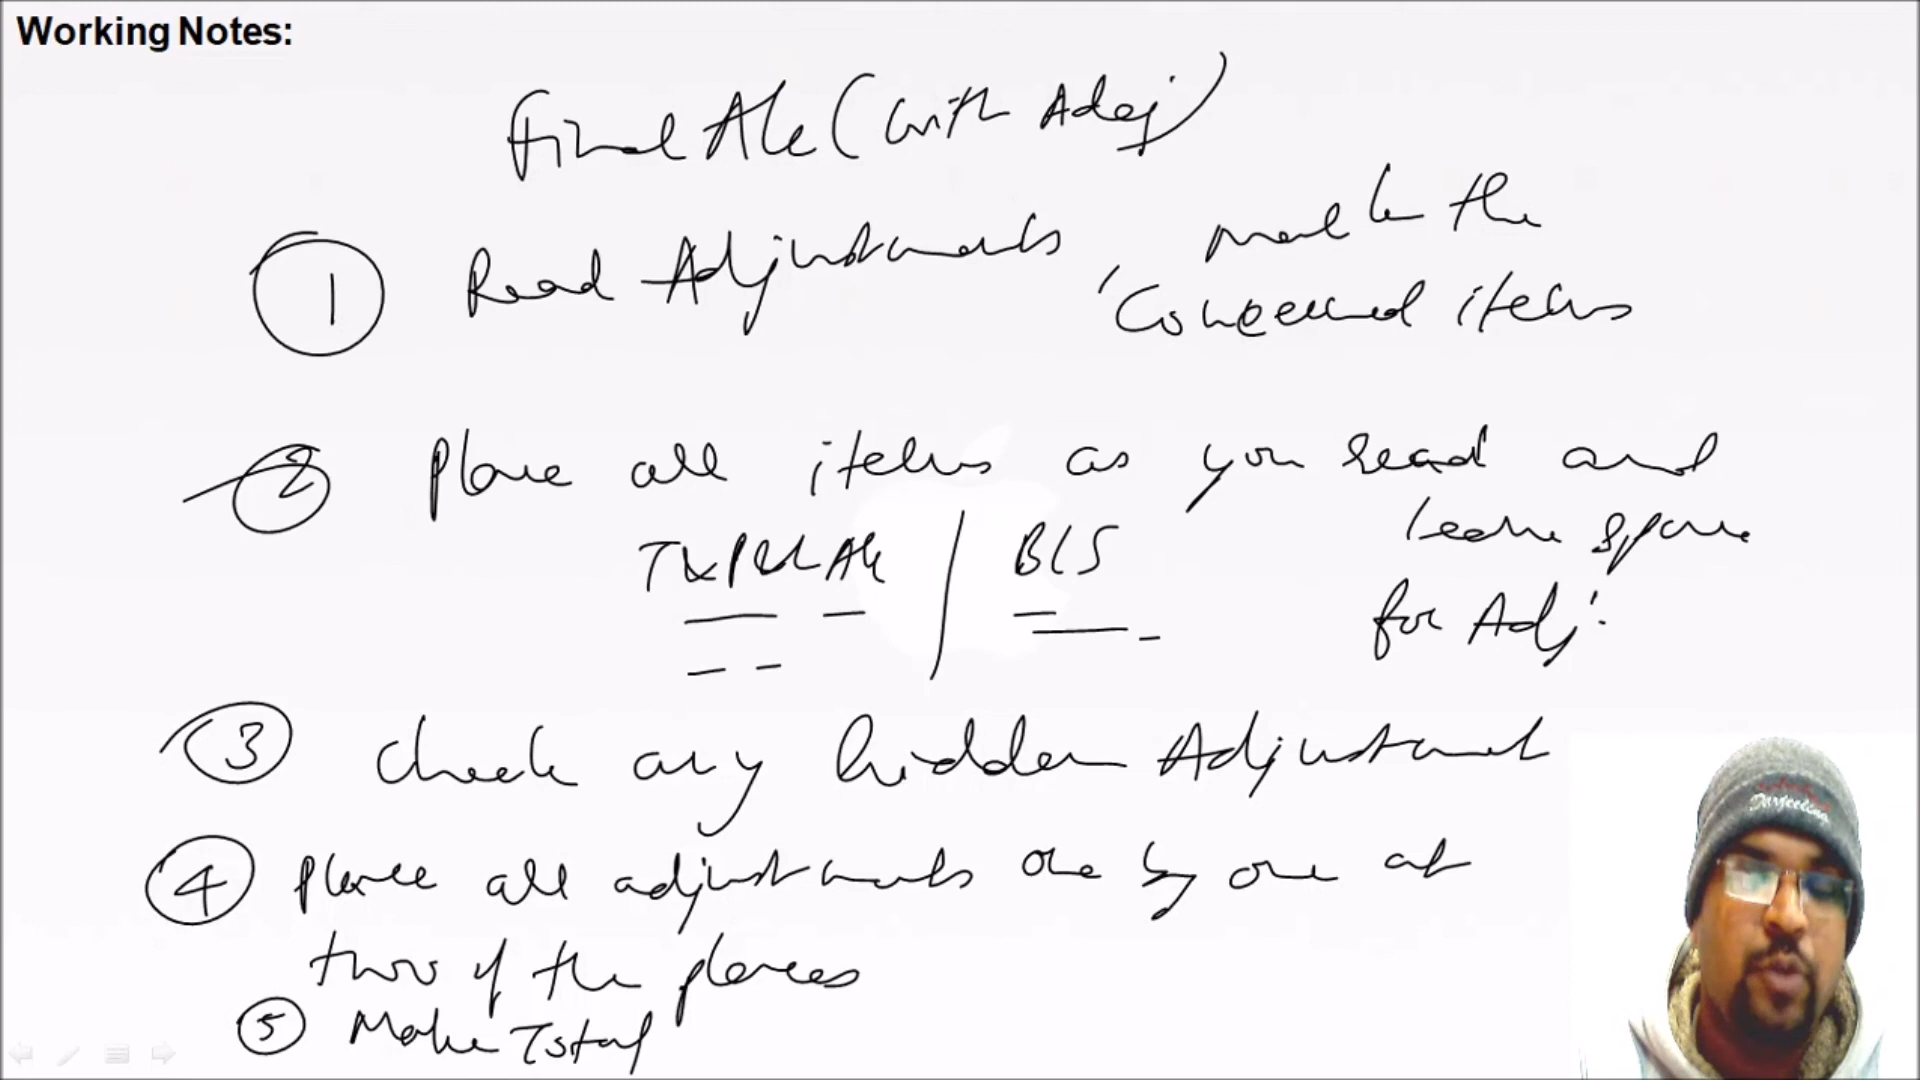 Working Notes:
Final A/c (with Adj)
① Read Adjustments mark the
Concerned items
② Place all items as you read and
leave space
T&P&L A/c / B/S
for Adj.
③ Check any hidden Adjustment
④ Place all adjustments one by one at
two of the places
⑤ Make Total
Darjeeling